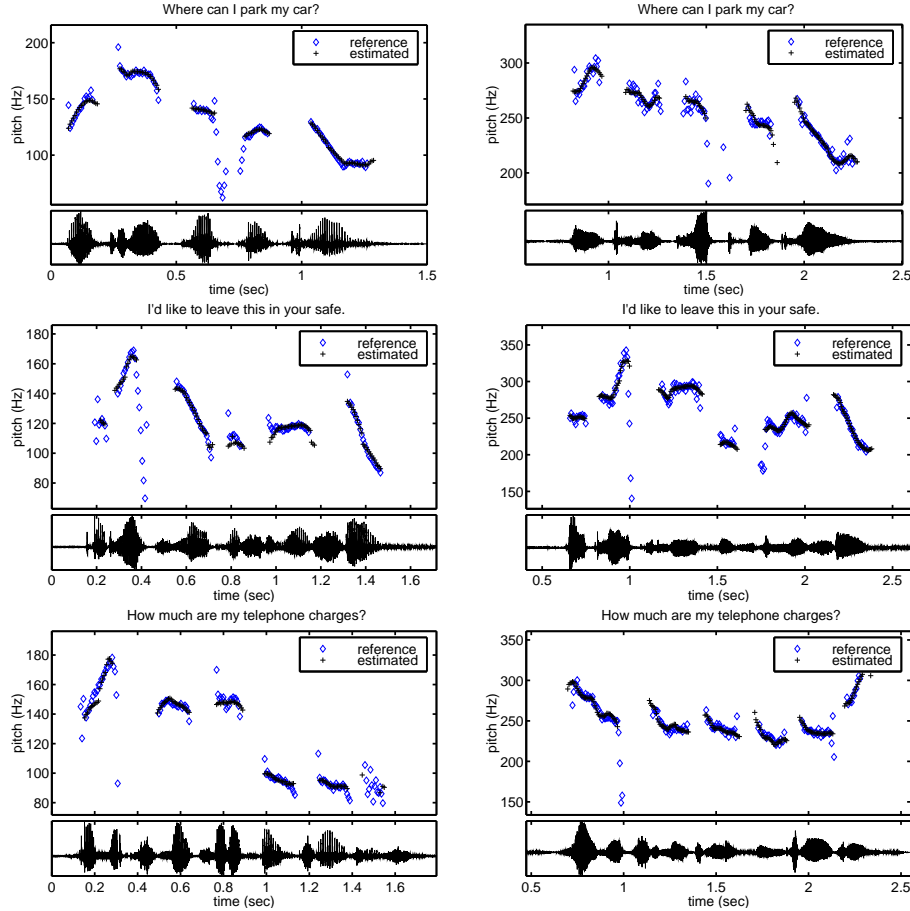 Where can I park my car?
200
150
100
pitch (Hz)
reference
estimated
0
0.5
1
1.5
time (sec)
Where can I park my car?
300
250
200
pitch (Hz)
reference
estimated
1
1.5
2
2.5
time (sec)
I'd like to leave this in your safe.
180
160
140
120
100
80
pitch (Hz)
reference
estimated
0
0.2
0.4
0.6
0.8
1
1.2
1.4
1.6
time (sec)
I'd like to leave this in your safe.
350
300
250
200
150
pitch (Hz)
reference
estimated
0.5
1
1.5
2
2.5
time (sec)
How much are my telephone charges?
180
160
140
120
100
80
pitch (Hz)
reference
estimated
0
0.2
0.4
0.6
0.8
1
1.2
1.4
1.6
time (sec)
How much are my telephone charges?
350
300
250
200
150
pitch (Hz)
reference
estimated
0.5
1
1.5
2
2.5
time (sec)